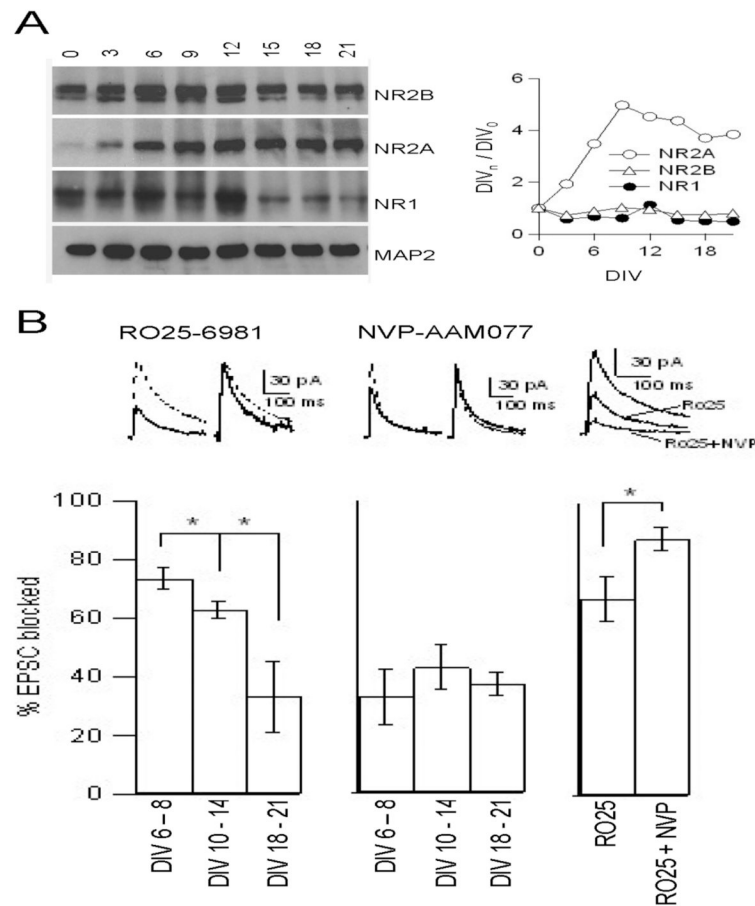 A
0 3 6 9 12 15 18 21
NR2B
NR2A
NR1
MAP2
6
4
2
0
DIVn / DIV0
NR2A
NR2B
NR1
0 6 12 18
DIV
B
RO25-6981
30 pA
100 ms
NVP-AAM077
30 pA
100 ms
30 pA
100 ms
Ro25
Ro25+NVP
% EPSC blocked
100
80
60
40
20
0
* *
*
DIV 6 – 8
DIV 10 - 14
DIV 18 - 21
DIV 6 – 8
DIV 10 - 14
DIV 18 - 21
RO25
RO25 + NVP